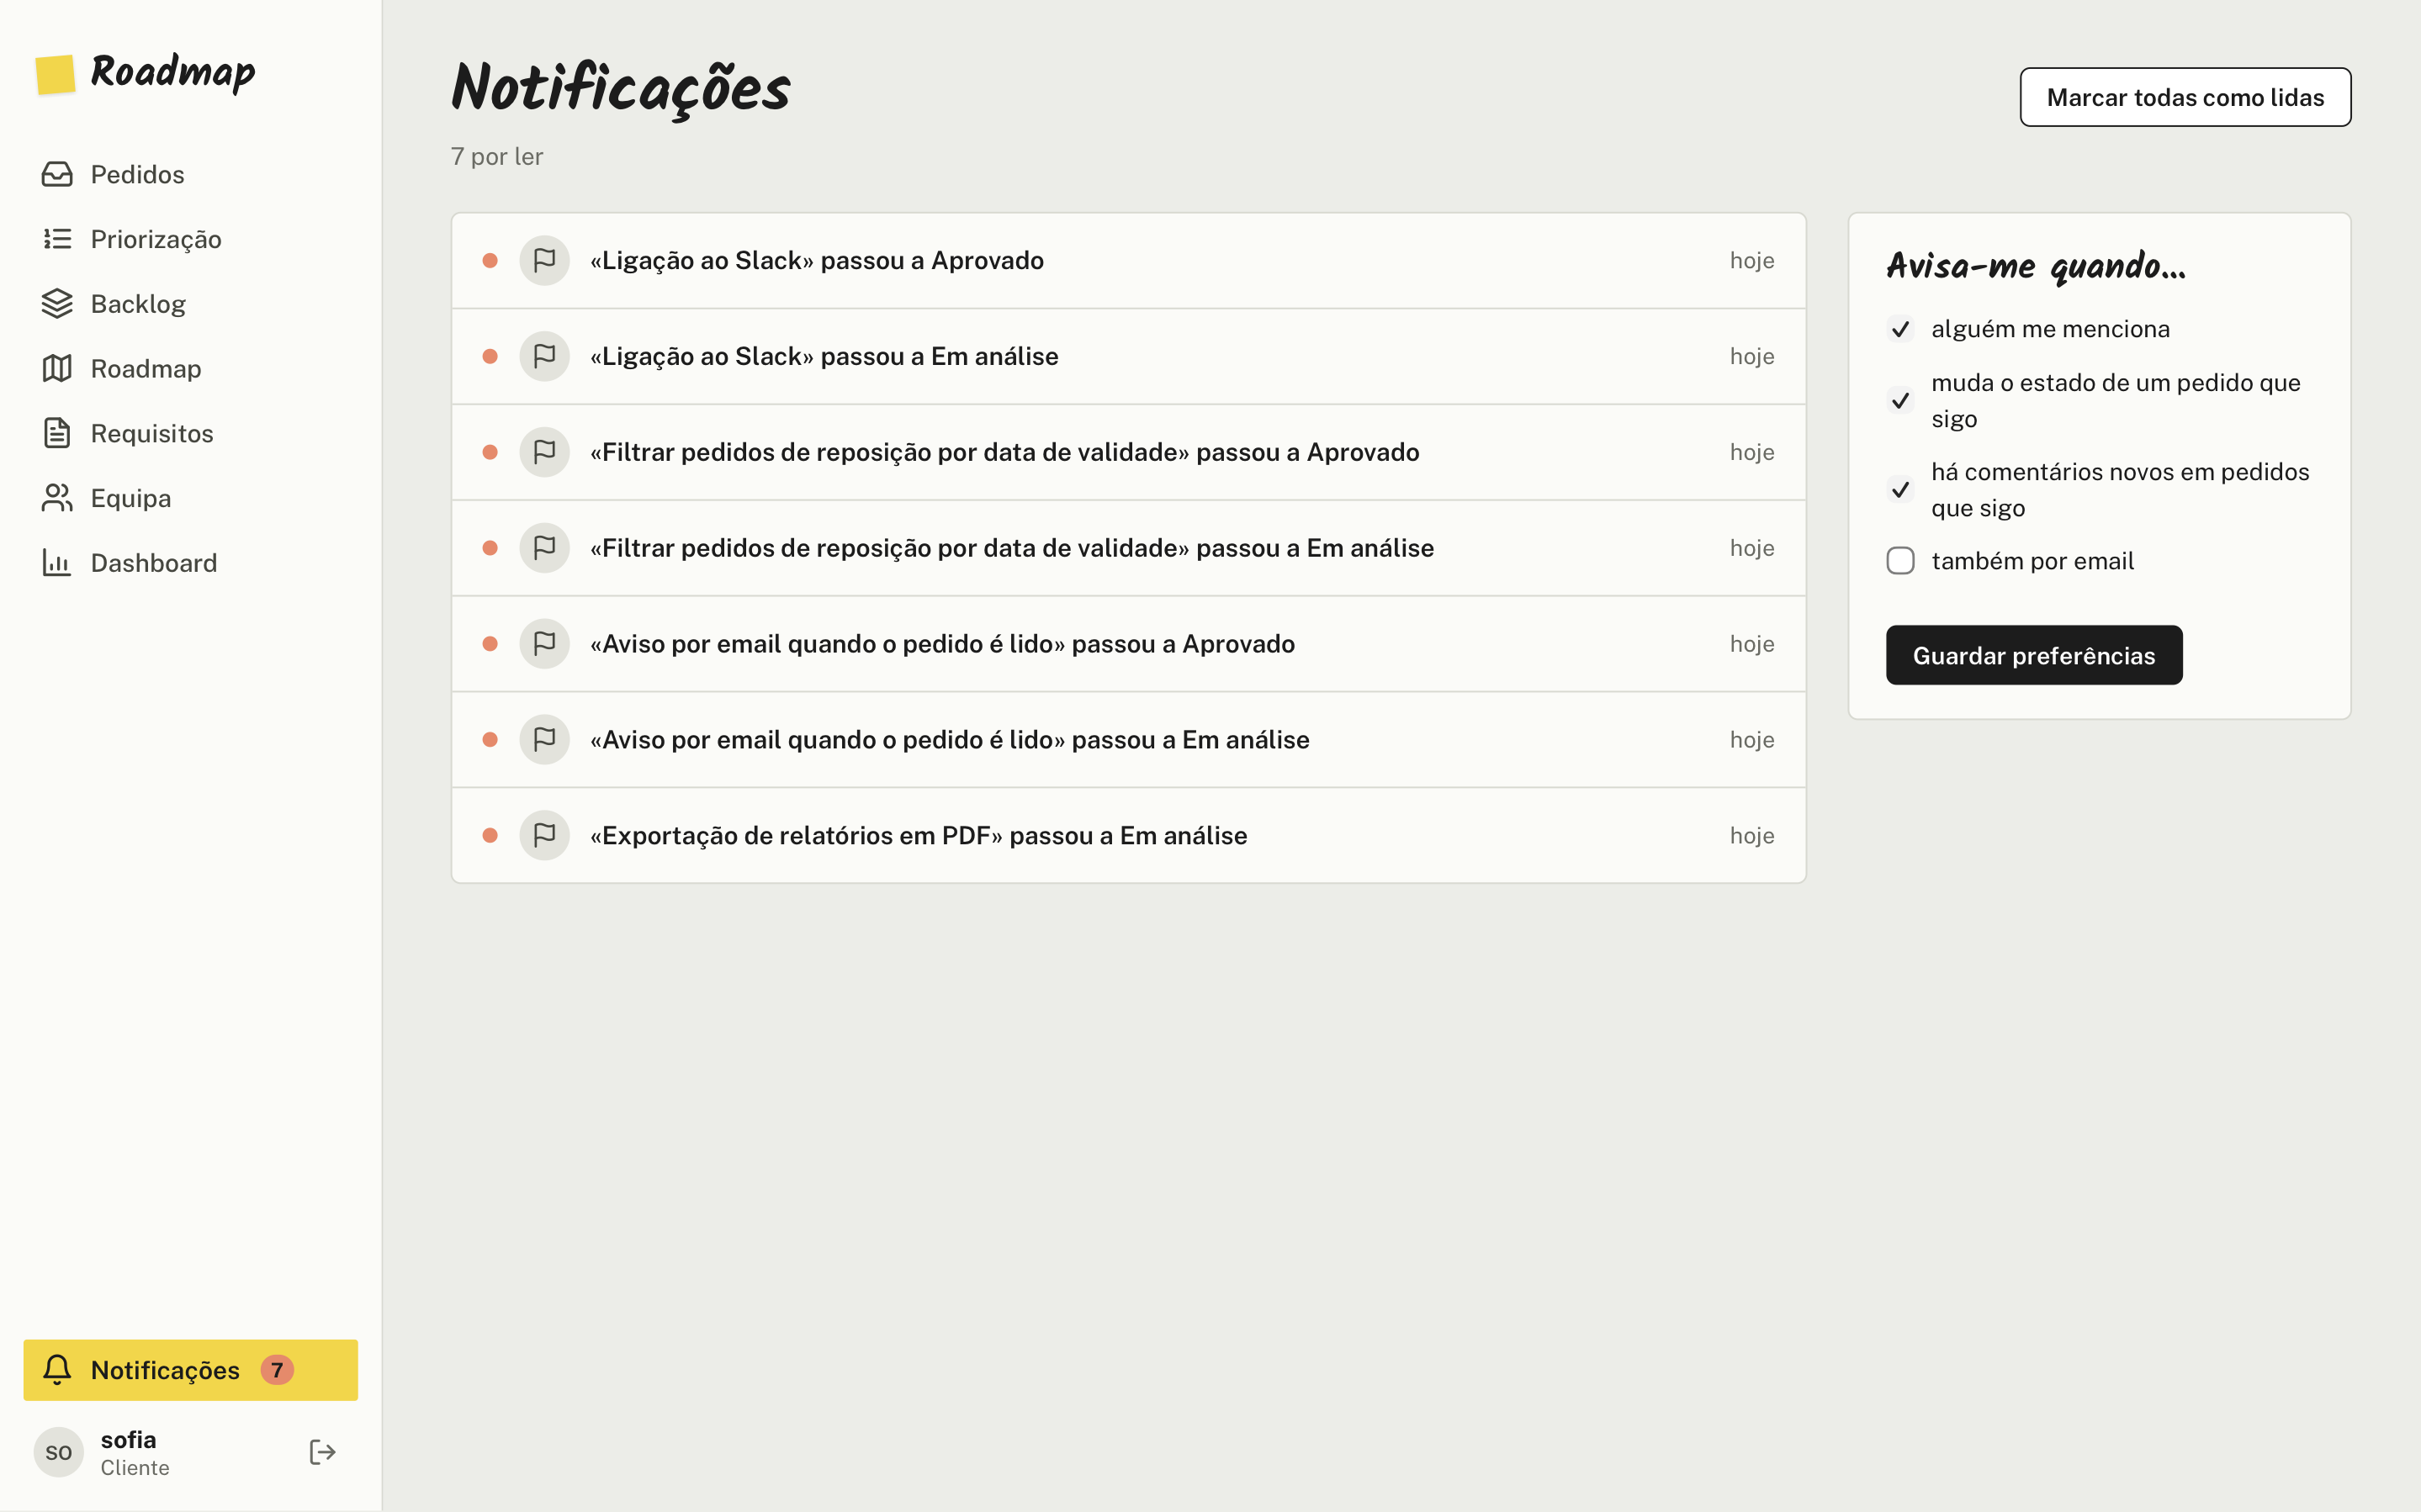 Roadmap
Pedidos
Priorização
Backlog
Roadmap
Requisitos
Equipa
Dashboard
Notificações 7
SO
sofia
Cliente
Notificações
7 por ler
Marcar todas como lidas
«Ligação ao Slack» passou a Aprovado hoje
«Ligação ao Slack» passou a Em análise hoje
«Filtrar pedidos de reposição por data de validade» passou a Aprovado hoje
«Filtrar pedidos de reposição por data de validade» passou a Em análise hoje
«Aviso por email quando o pedido é lido» passou a Aprovado hoje
«Aviso por email quando o pedido é lido» passou a Em análise hoje
«Exportação de relatórios em PDF» passou a Em análise hoje
Avisa-me quando...
alguém me menciona
muda o estado de um pedido que
sigo
há comentários novos em pedidos
que sigo
também por email
Guardar preferências